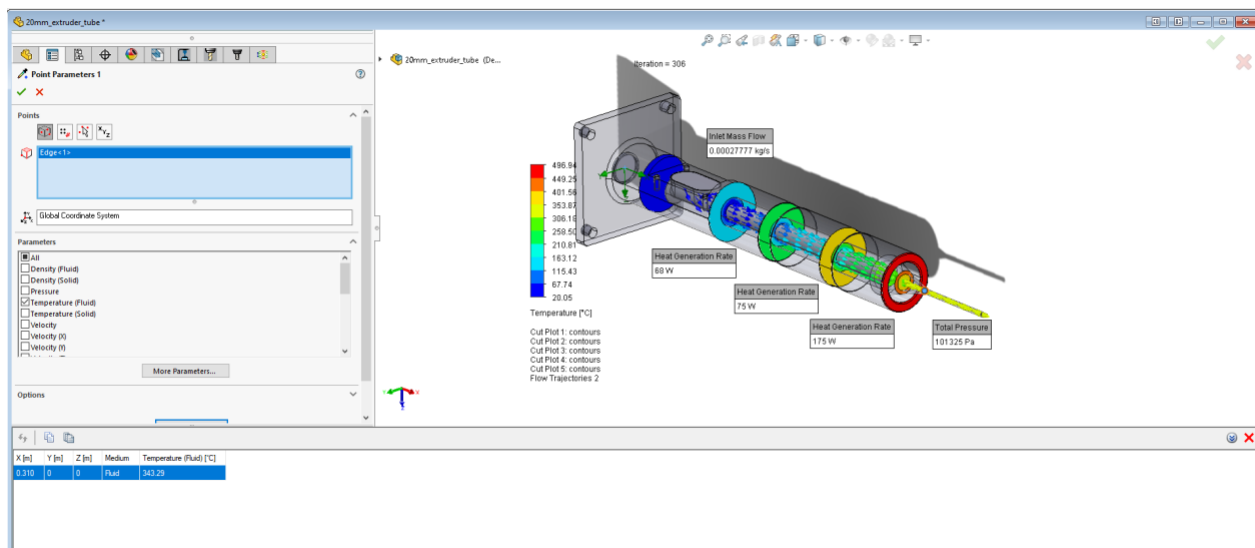 20mm_extruder_tube *
Point Parameters 1
Points
Edge<1>
Global Coordinate System
Parameters
All
Density (Fluid)
Density (Solid)
Pressure
Temperature (Fluid)
Temperature (Solid)
Velocity
Velocity (X)
Velocity (Y)
More Parameters...
Options
20mm_extruder_tube (De...
Iteration = 306
Inlet Mass Flow
0.00027777 kg/s
496.94
449.25
401.56
353.87
306.18
258.50
210.81
163.12
115.43
67.74
20.05
Temperature [°C]
Heat Generation Rate
68 W
Heat Generation Rate
75 W
Heat Generation Rate
175 W
Total Pressure
101325 Pa
Cut Plot 1: contours
Cut Plot 2: contours
Cut Plot 3: contours
Cut Plot 4: contours
Cut Plot 5: contours
Flow Trajectories 2
X [m] Y [m] Z [m] Medium Temperature (Fluid) [°C]
0.310 0 0 Fluid 343.29